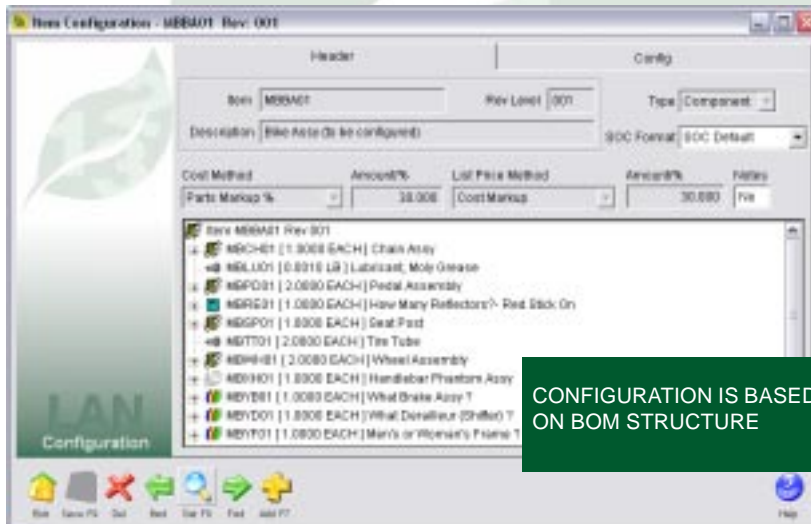 Item Configuration - MBBA01 Rev: 001
Header Config
Item MBBA01 Rev Level 001 Type Component
Description Bike Assy (to be configured) SOC Format SOC Default
Cost Method Amount/% List Price Method Amount/% Notes
Parts Markup % 30.000 Cost Markup 30.000 No
Item MBBA01 Rev 001
MBCH01 [ 1.0000 EACH ] Chain Assy
MBLU01 [ 0.0010 LB ] Lubricant, Moly Grease
MBPD01 [ 2.0000 EACH ] Pedal Assembly
MBRE01 [ 1.0000 EACH ] How Many Reflectors?- Red Stick On
MBSP01 [ 1.0000 EACH ] Seat Post
MBTT01 [ 2.0000 EACH ] Tire Tube
MBWH01 [ 2.0000 EACH ] Wheel Assembly
MBXH01 [ 1.0000 EACH ] Handlebar Phantom Assy
MBYB01 [ 1.0000 EACH ] What Brake Assy ?
MBYD01 [ 1.0000 EACH ] What Derailleur (Shifter) ?
MBYF01 [ 1.0000 EACH ] Men's or Woman's Frame ?
CONFIGURATION IS BASED
ON BOM STRUCTURE
LAN
Configuration
Exit Save F9 Del Add F7 Help